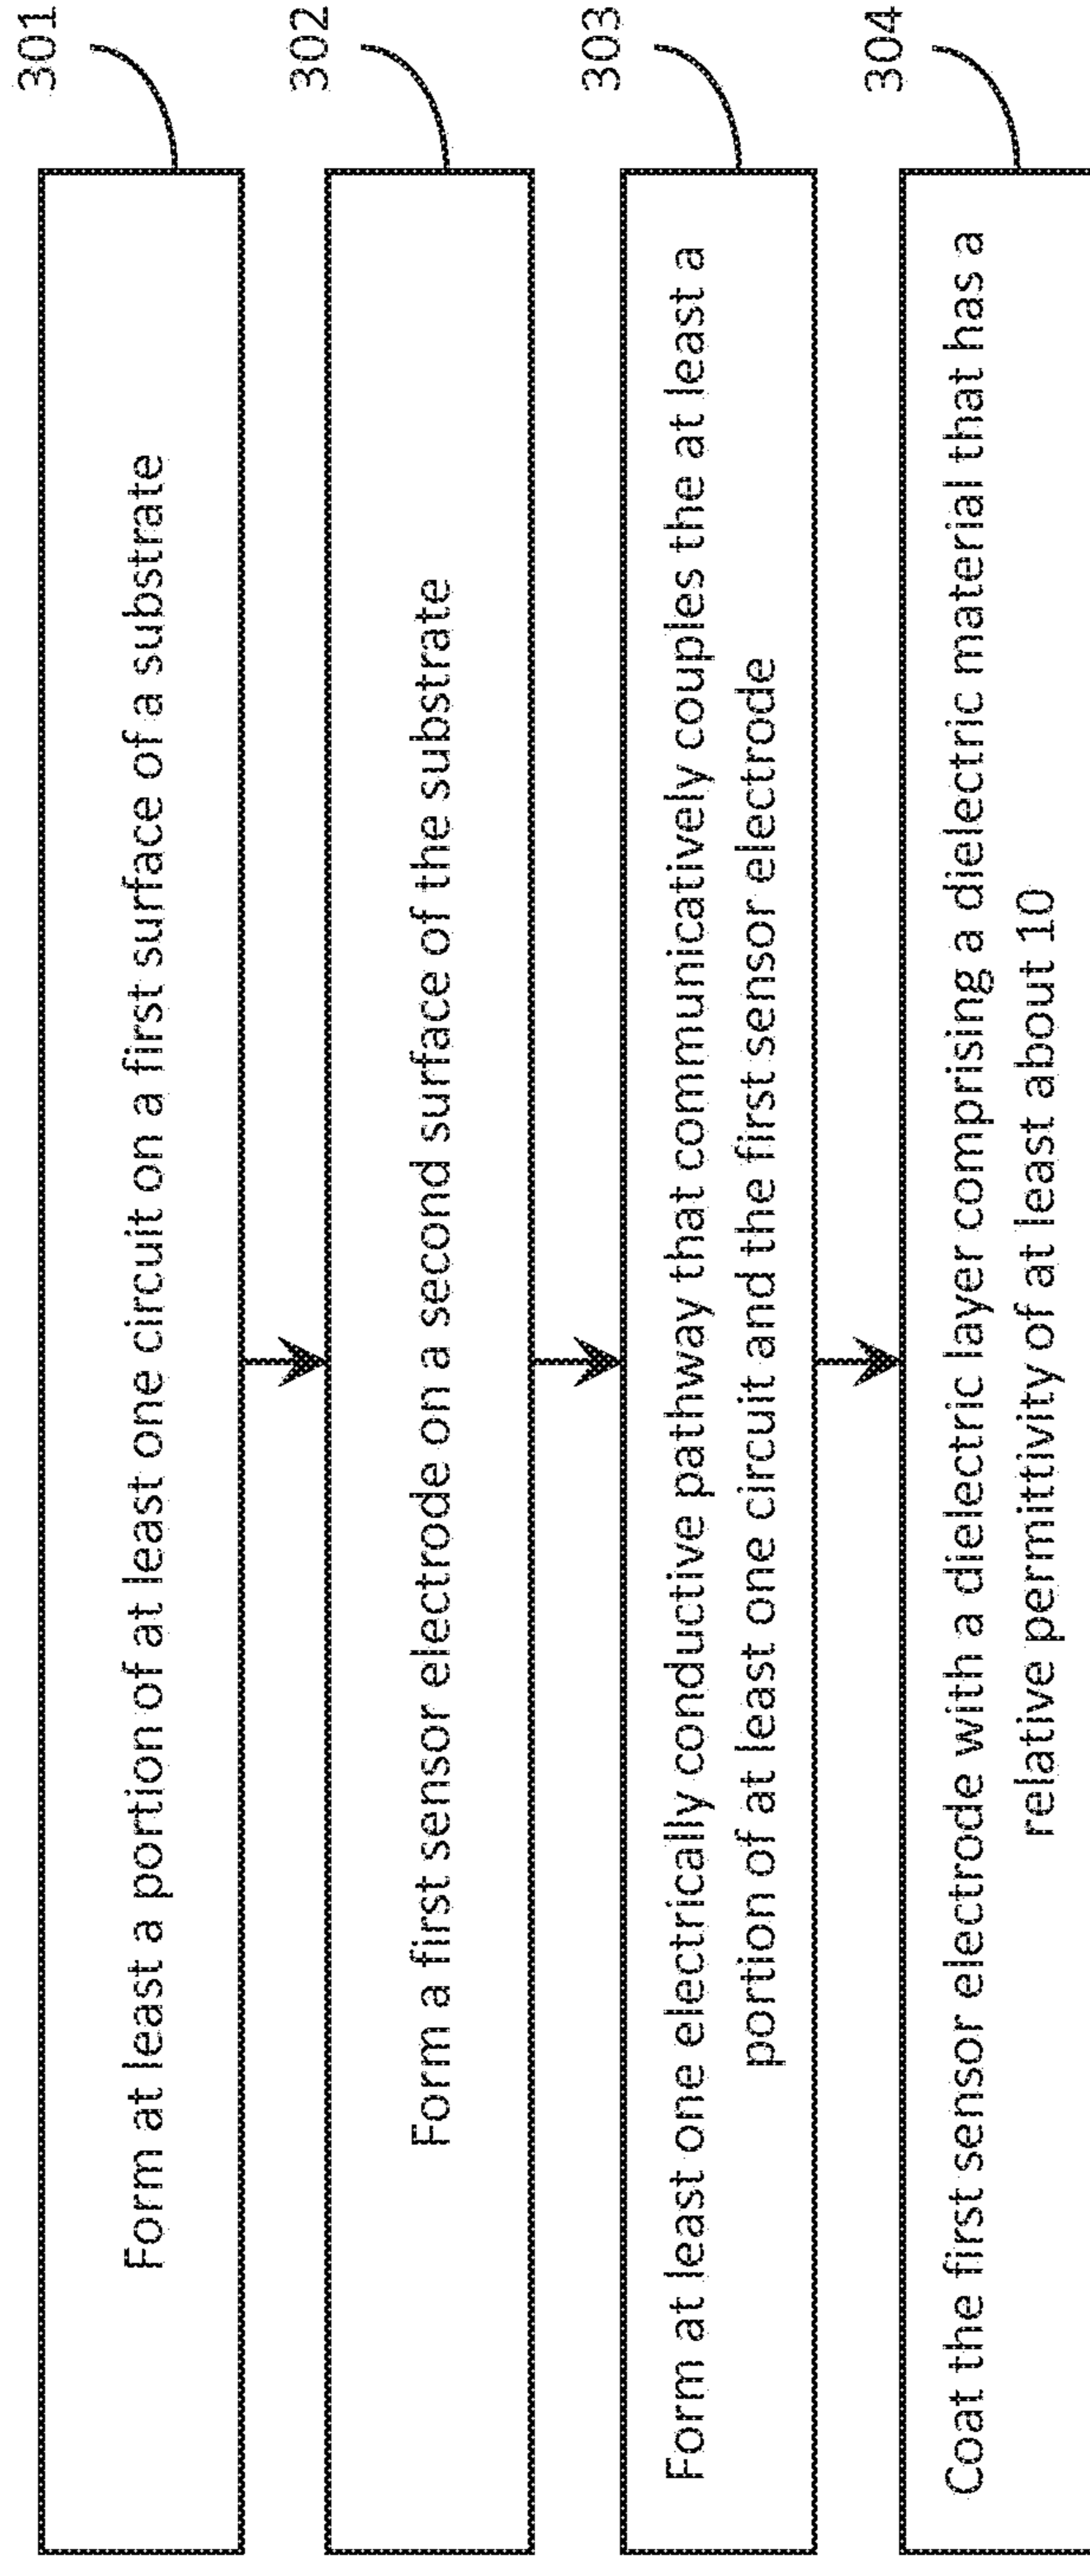 301
Form at least a portion of at least one circuit on a first surface of a substrate
302
Form a first sensor electrode on a second surface of the substrate
303
Form at least one electrically conductive pathway that communicatively couples the at least a
portion of at least one circuit and the first sensor electrode
304
Coat the first sensor electrode with a dielectric layer comprising a dielectric material that has a
relative permittivity of at least about 10